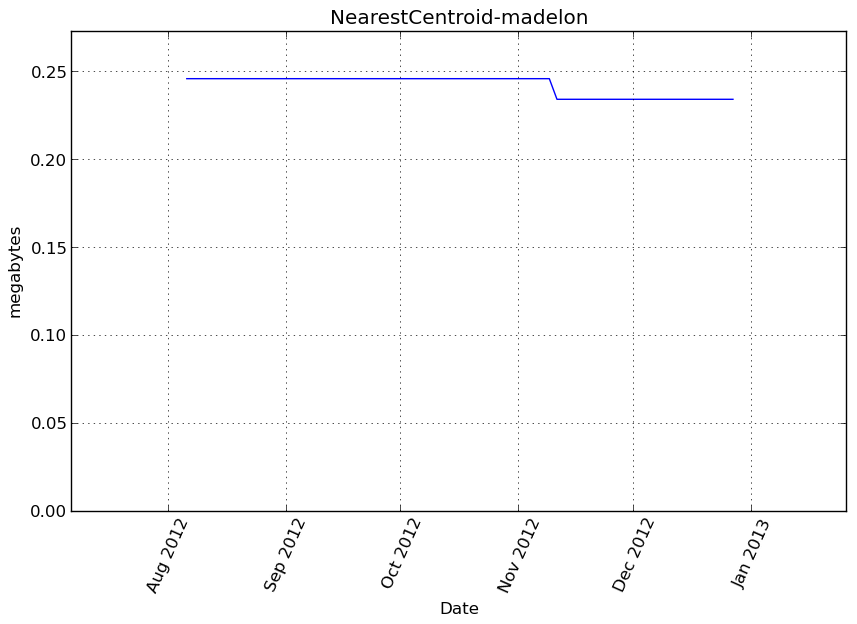 NearestCentroid-madelon
0.25
0.20
0.15
0.10
0.05
0.00
megabytes
Aug 2012
Sep 2012
Oct 2012
Nov 2012
Dec 2012
Jan 2013
Date